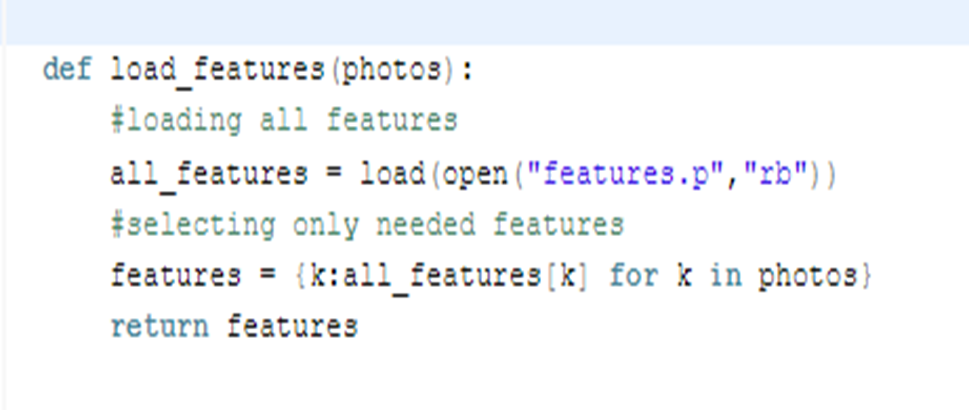 def load_features(photos):
#loading all features
all_features = load(open("features.p","rb"))
#selecting only needed features
features = {k:all_features[k] for k in photos}
return features